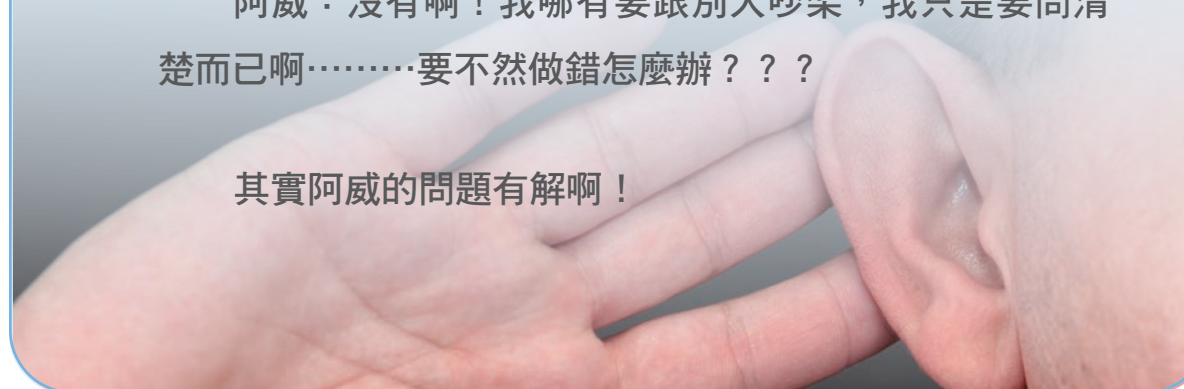 阿威：沒有啊！我哪有要跟別人吵架，我只是要問清
楚而已啊………要不然做錯怎麼辦？？？
其實阿威的問題有解啊！